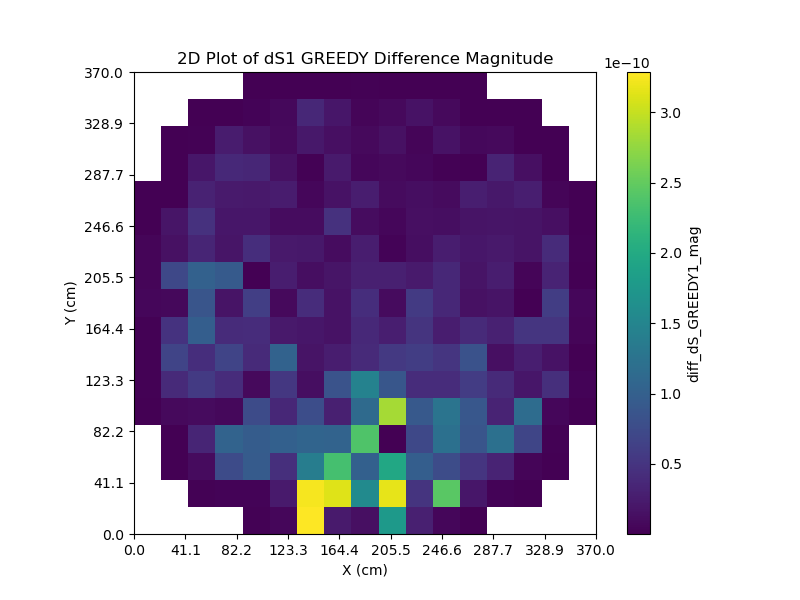 2D Plot of dS1 GREEDY Difference Magnitude
1e−10
370.0
328.9
287.7
246.6
205.5
164.4
123.3
82.2
41.1
0.0
Y (cm)
0.0 41.1 82.2 123.3 164.4 205.5 246.6 287.7 328.9 370.0
X (cm)
3.0
2.5
2.0
1.5
1.0
0.5
diff_dS_GREEDY1_mag